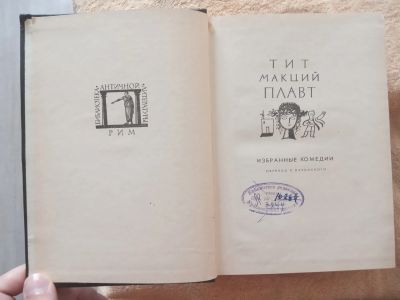 БИБЛИОТЕКА
АНТИЧНОЙ
ЛИТЕРАТУРЫ
РИМ
ТИТ
МАКЦИЙ
ПЛАВТ
ИЗБРАННЫЕ КОМЕДИИ